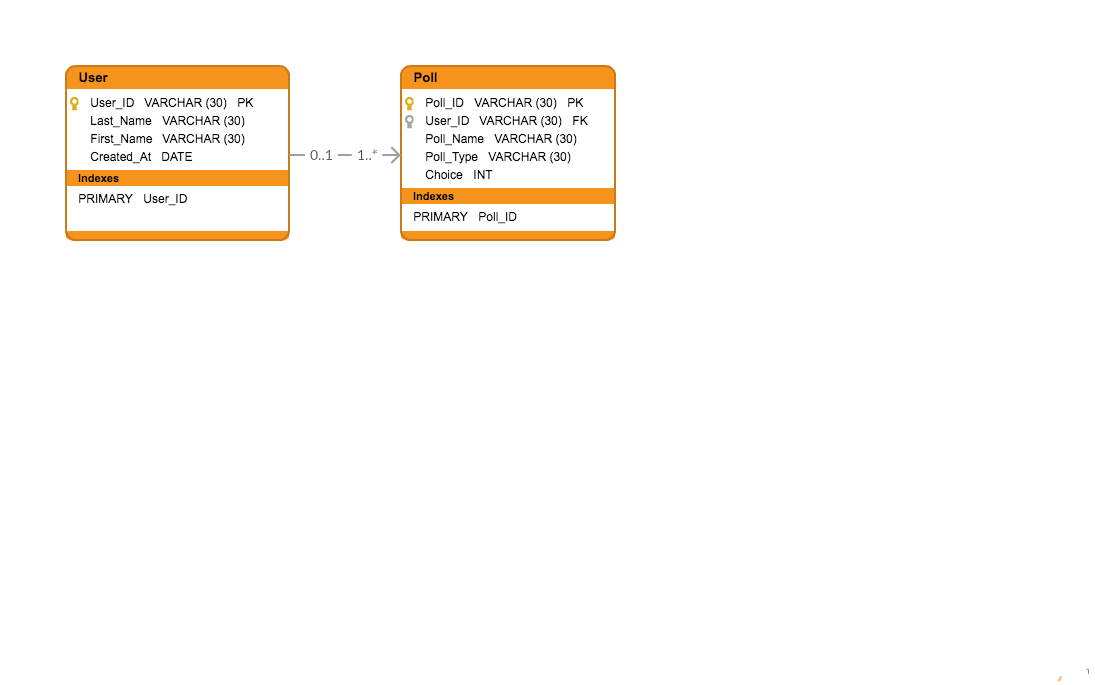 User
User_ID VARCHAR (30) PK
Last_Name VARCHAR (30)
First_Name VARCHAR (30)
Created_At DATE
Indexes
PRIMARY User_ID
0..1
1..*
Poll
Poll_ID VARCHAR (30) PK
User_ID VARCHAR (30) FK
Poll_Name VARCHAR (30)
Poll_Type VARCHAR (30)
Choice INT
Indexes
PRIMARY Poll_ID